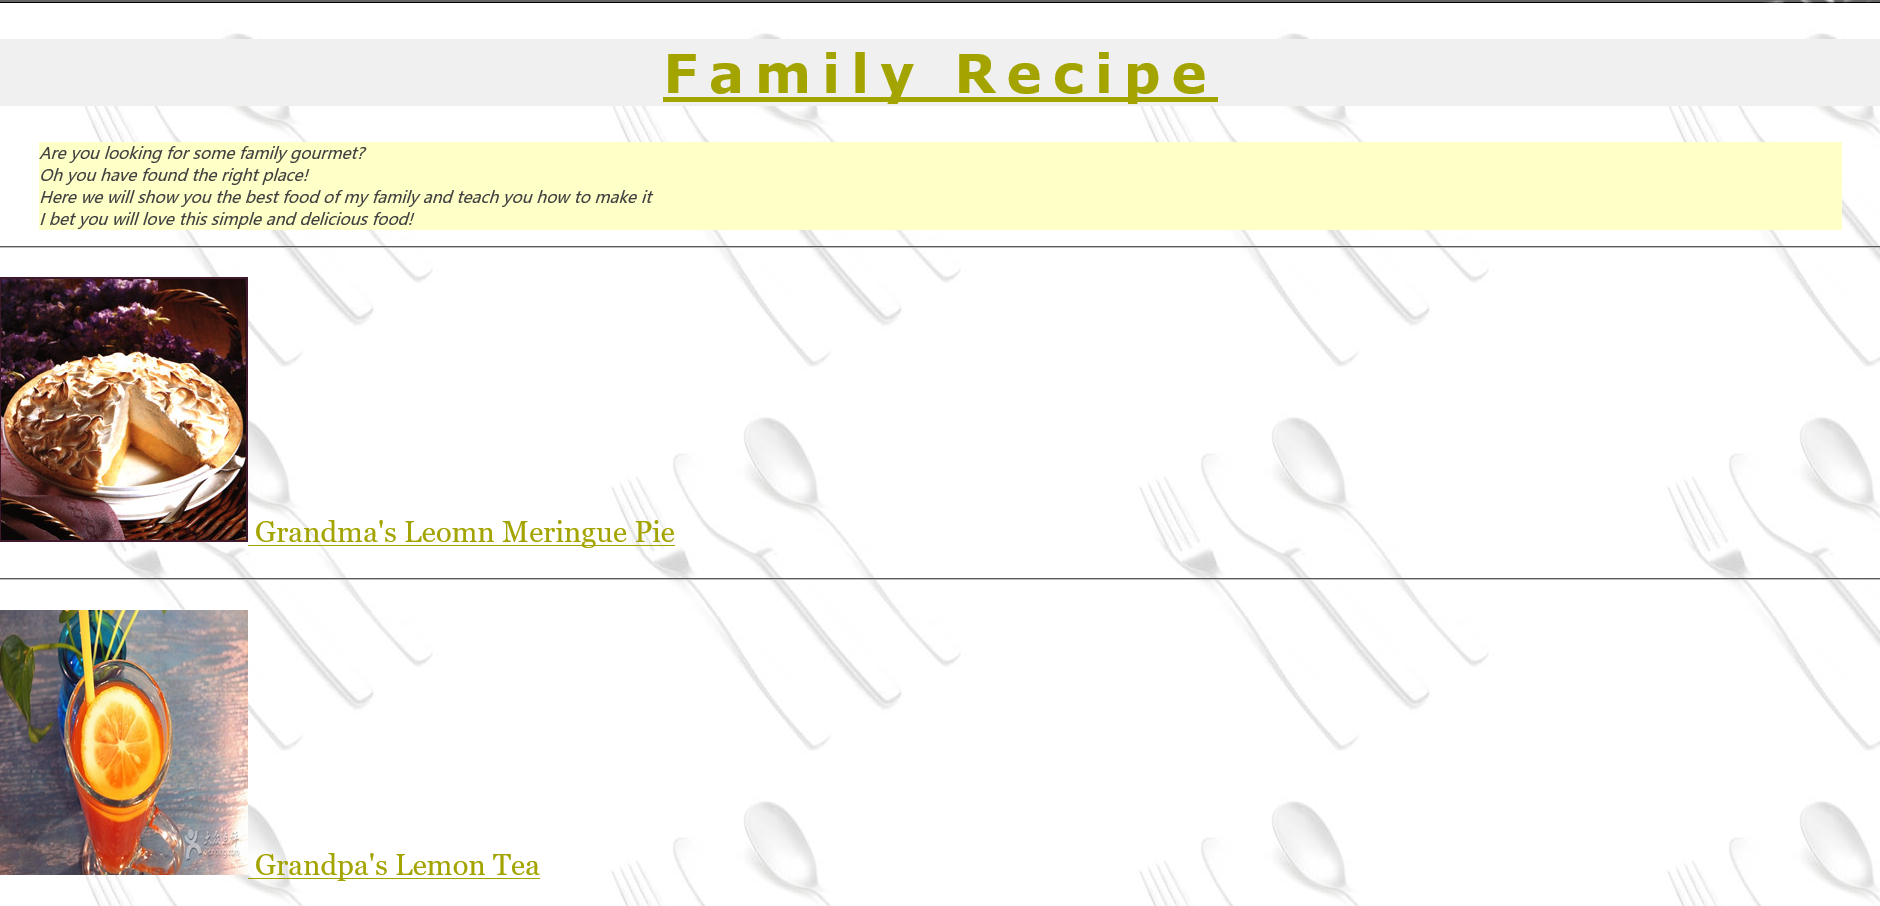 Family Recipe
Are you looking for some family gourmet?
Oh you have found the right place!
Here we will show you the best food of my family and teach you how to make it
I bet you will love this simple and delicious food!
Grandma's Leomn Meringue Pie
Grandpa's Lemon Tea